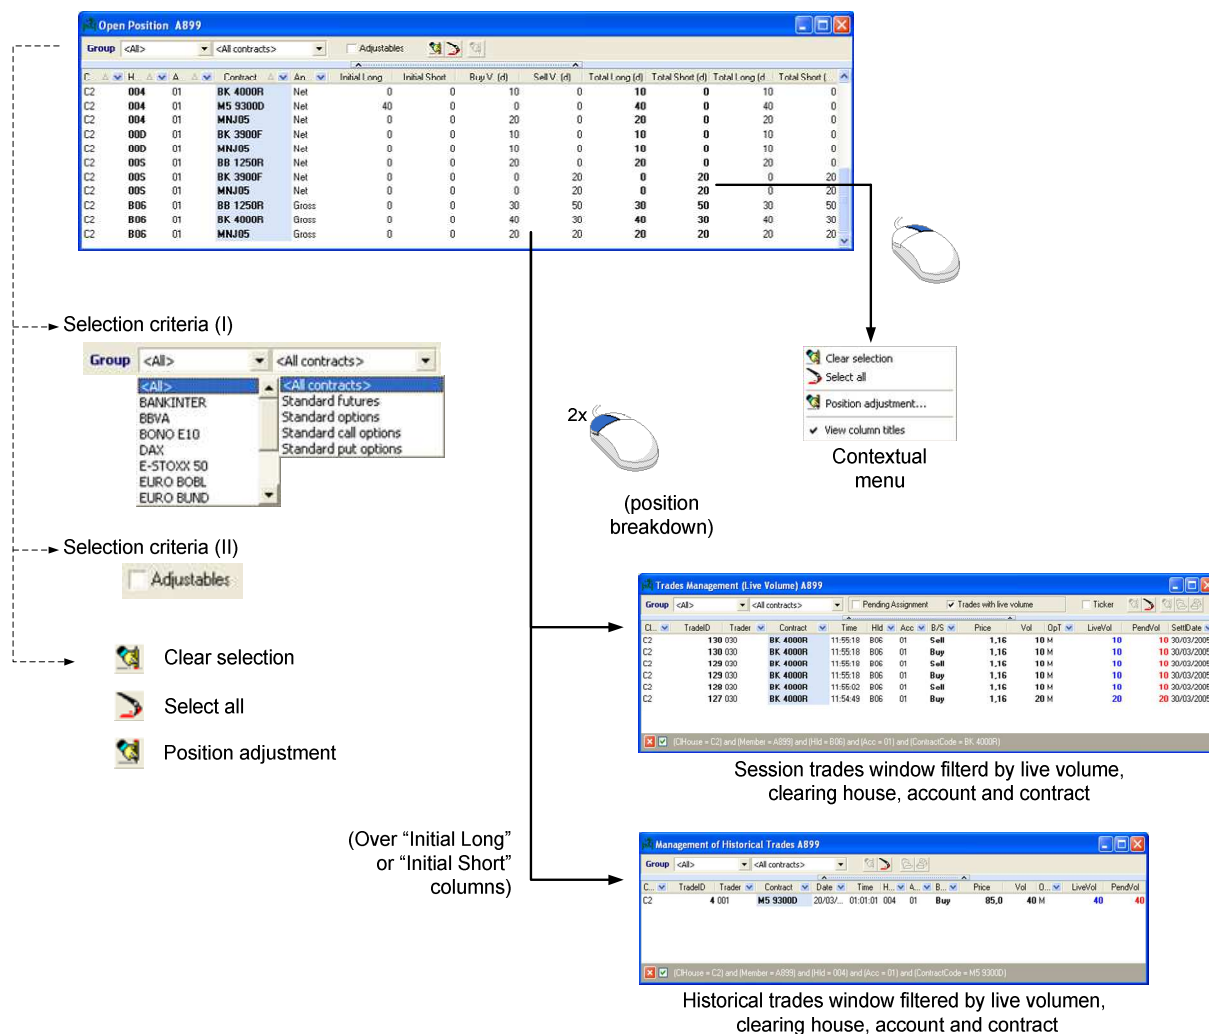 Open Position A899
Group <All> <All contracts> Adjustables
C H... A Contract An... Initial Long Initial Short Buy V. (d) Sell V. (d) Total Long (d) Total Short (d) Total Long (d Total Short (...
C2 004 01 BK 4000R Net 0 0 10 0 10 0 10 0
C2 004 01 M5 9300D Net 40 0 0 0 40 0 40 0
C2 004 01 MNJ05 Net 0 0 20 0 20 0 20 0
C2 00D 01 BK 3900F Net 0 0 10 0 10 0 10 0
C2 00D 01 MNJ05 Net 0 0 10 0 10 0 10 0
C2 00S 01 BB 1250R Net 0 0 20 0 20 0 20 0
C2 00S 01 BK 3900F Net 0 0 0 20 0 20 0 20
C2 00S 01 MNJ05 Net 0 0 0 20 0 20 0 20
C2 B06 01 BB 1250R Gross 0 0 30 50 30 50 30 50
C2 B06 01 BK 4000R Gross 0 0 40 30 40 30 40 30
C2 B06 01 MNJ05 Gross 0 0 20 20 20 20 20 20
Selection criteria (I)
Group <All> <All contracts>
<All> <All contracts>
BANKINTER Standard futures
BBVA Standard options
BONO E10 Standard call options
DAX Standard put options
E-STOXX 50
EURO BOBL
EURO BUND
Clear selection
Select all
Position adjustment...
View column titles
Contextual
menu
2x
(position
breakdown)
Selection criteria (II)
Adjustables
Clear selection
Select all
Position adjustment
Trades Management (Live Volume) A899
Group <All> <All contracts> Pending Assignment Trades with live volume Ticker
Cl... TradeID Trader Contract Time Hld Acc B/S Price Vol OpT LiveVol PendVol SettlDate
C2 130 030 BK 4000R 11:55:18 B06 01 Sell 1,16 10 M 10 10 30/03/2005
C2 130 030 BK 4000R 11:55:18 B06 01 Buy 1,16 10 M 10 10 30/03/2005
C2 129 030 BK 4000R 11:55:18 B06 01 Sell 1,16 10 M 10 10 30/03/2005
C2 129 030 BK 4000R 11:55:18 B06 01 Buy 1,16 10 M 10 10 30/03/2005
C2 128 030 BK 4000R 11:55:02 B06 01 Sell 1,16 10 M 10 10 30/03/2005
C2 127 030 BK 4000R 11:54:49 B06 01 Buy 1,16 20 M 20 20 30/03/2005
(ClHouse = C2) and (Member = A899) and (Hld = B06) and (Acc = 01) and (ContractCode = BK 4000R)
Session trades window filterd by live volume,
clearing house, account and contract
(Over “Initial Long”
or “Initial Short”
columns)
Management of Historical Trades A899
Group <All> <All contracts>
C... TradeID Trader Contract Date Time H... A... B... Price Vol O... LiveVol PendVol
C2 4 001 M5 9300D 20/03/... 01:01:01 004 01 Buy 85,0 40 M 40 40
(ClHouse = C2) and (Member = A899) and (Hld = 004) and (Acc = 01) and (ContractCode = M5 9300D)
Historical trades window filtered by live volumen,
clearing house, account and contract